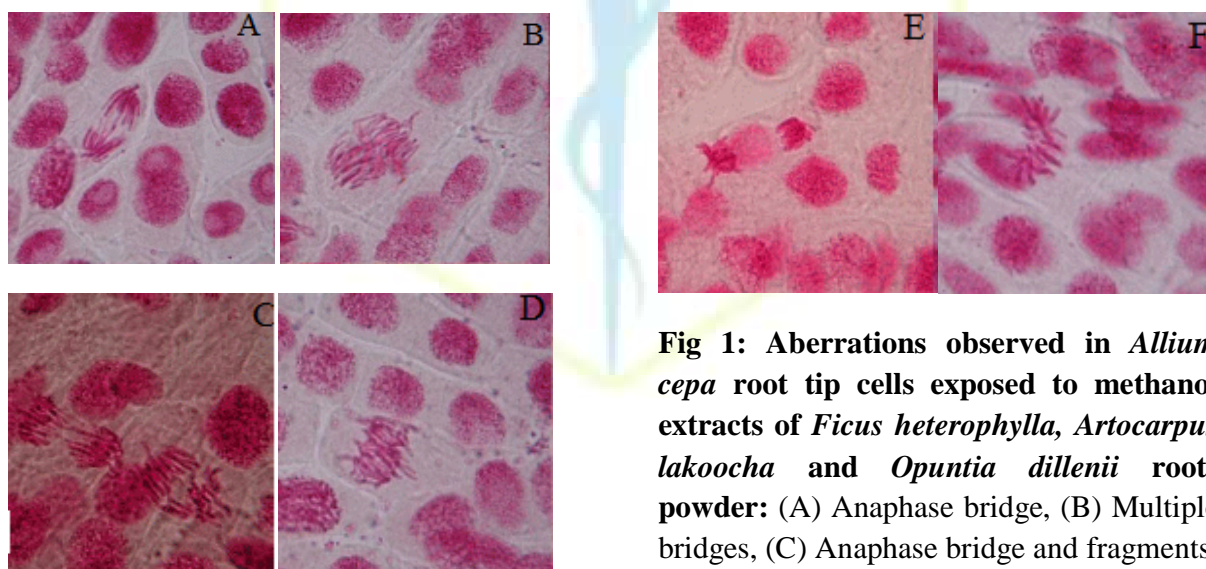 A
B
C
D
E
F
Fig 1: Aberrations observed in Allium
cepa root tip cells exposed to methano
extracts of Ficus heterophylla, Artocarpu
lakoocha and Opuntia dillenii root
powder: (A) Anaphase bridge, (B) Multiple
bridges, (C) Anaphase bridge and fragments